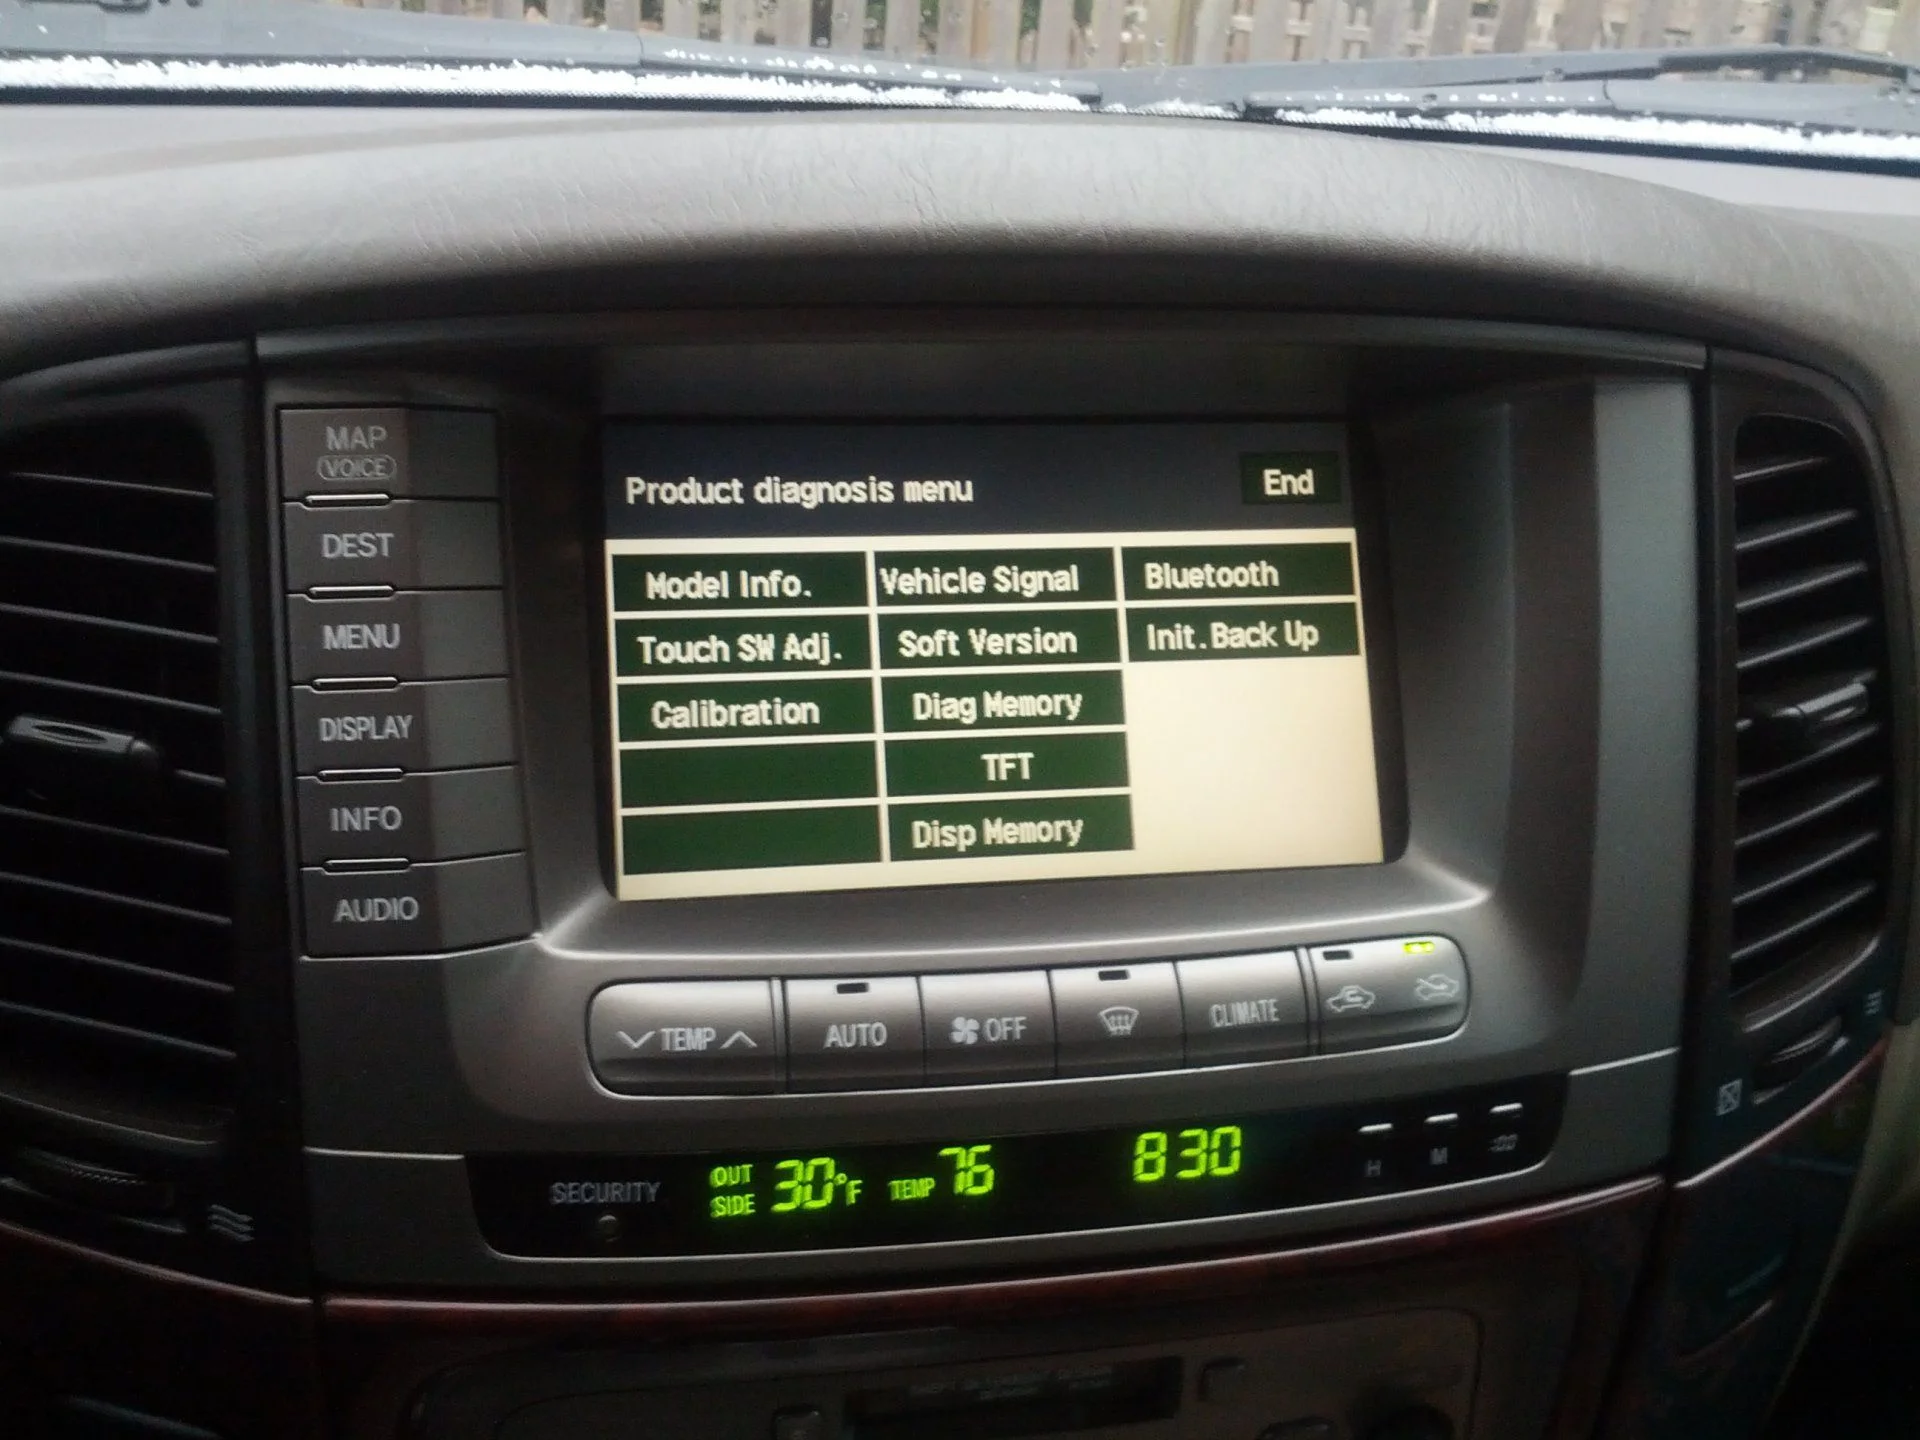 MAP
VOICE
DEST
MENU
DISPLAY
INFO
AUDIO
Product diagnosis menu
End
Model Info.
Vehicle Signal
Bluetooth
Touch SW Adj.
Soft Version
Init.Back Up
Calibration
Diag Memory
TFT
Disp Memory
TEMP
AUTO
OFF
CLIMATE
SECURITY
OUT SIDE 30°F
TEMP 76
8 30
H
M
:00